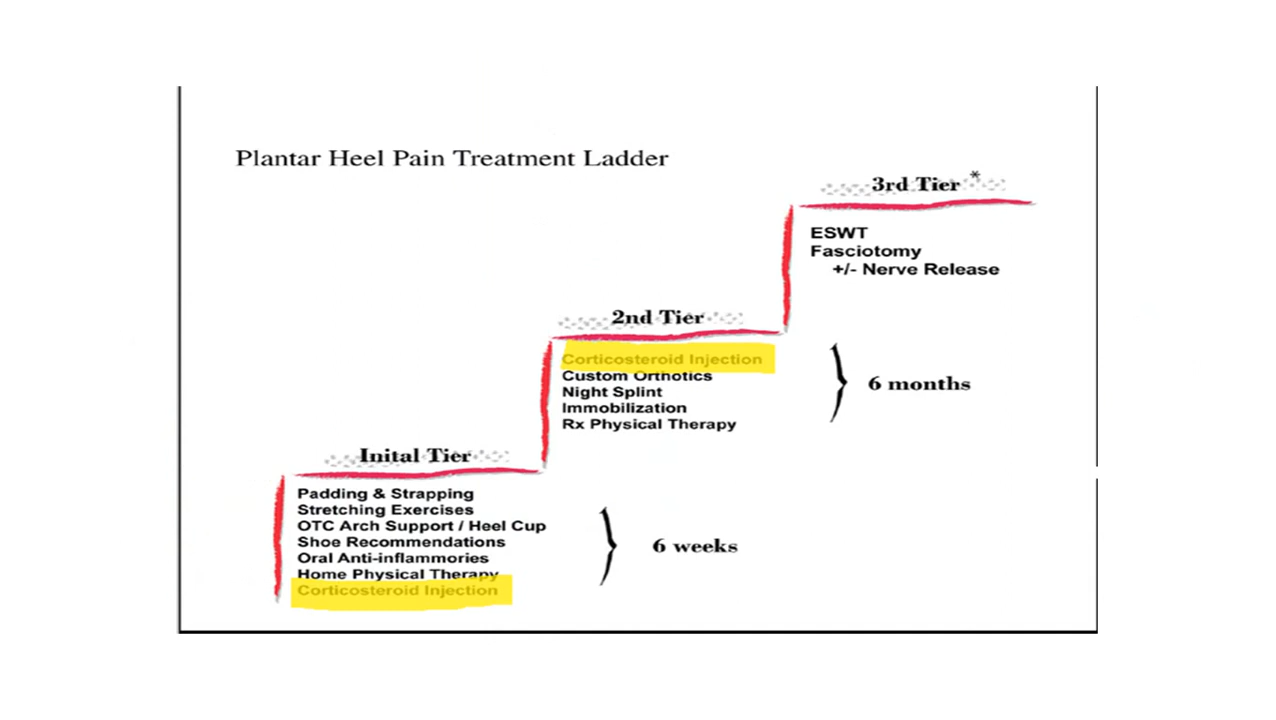 Plantar Heel Pain Treatment Ladder
3rd Tier *
ESWT
Fasciotomy
+/- Nerve Release
2nd Tier
Corticosteroid Injection
Custom Orthotics
Night Splint
Immobilization
Rx Physical Therapy
6 months
Inital Tier
Padding & Strapping
Stretching Exercises
OTC Arch Support / Heel Cup
Shoe Recommendations
Oral Anti-inflammories
Home Physical Therapy
Corticosteroid Injection
6 weeks